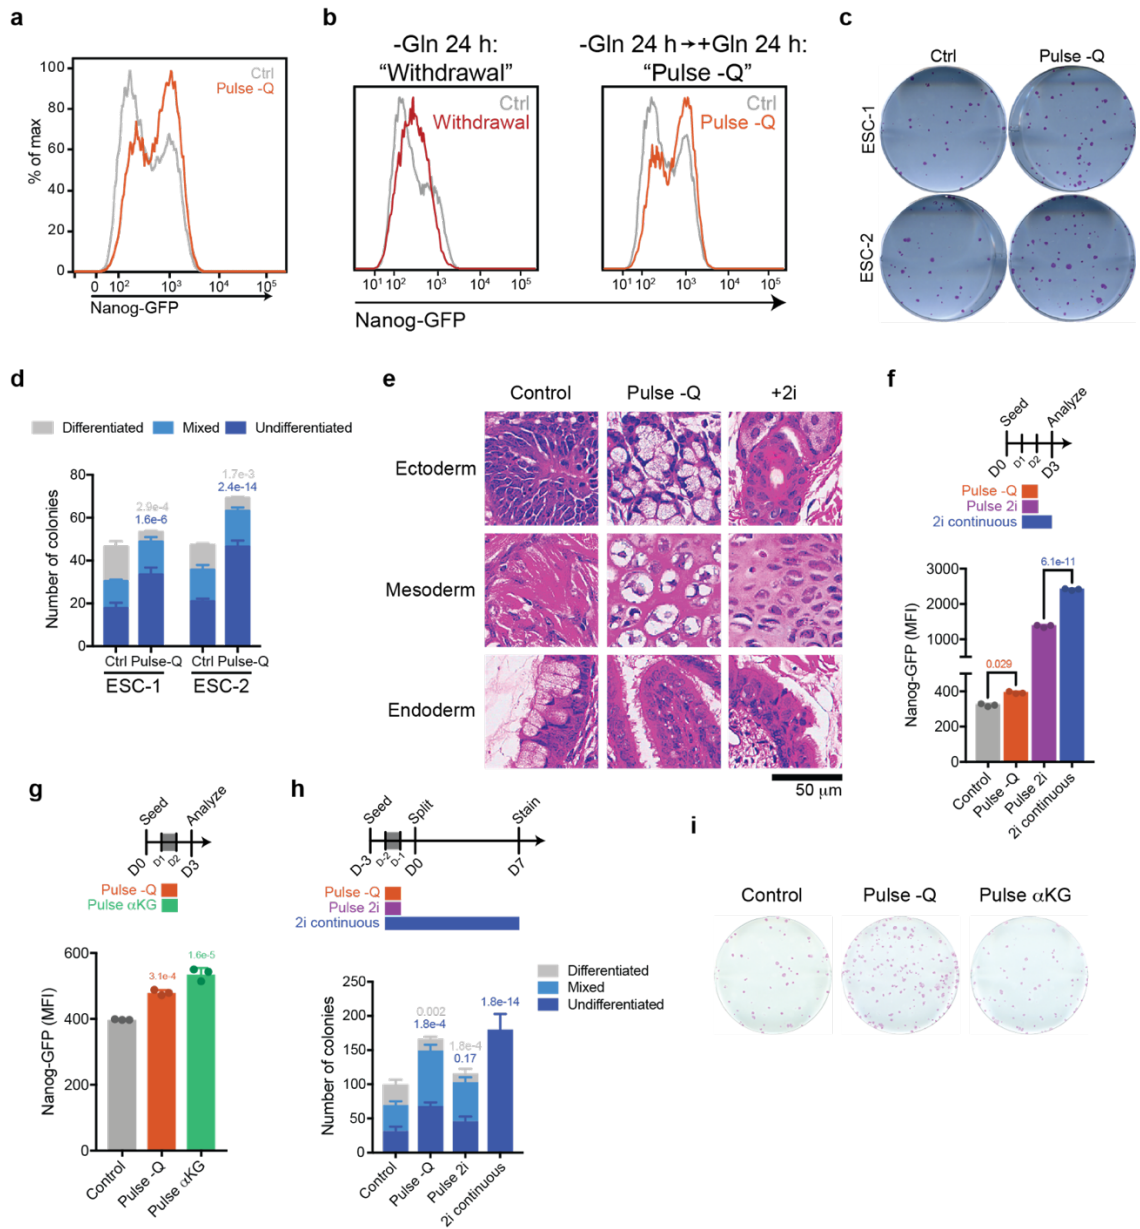 a
Ctrl
Pulse -Q
% of max
100
80
60
40
20
0
0 10² 10³ 10⁴ 10⁵
Nanog-GFP
b
-Gln 24 h:
“Withdrawal”
Ctrl
Withdrawal
10¹ 10² 10³ 10⁴ 10⁵
-Gln 24 h→+Gln 24 h:
“Pulse -Q”
Ctrl
Pulse -Q
10¹ 10² 10³ 10⁴ 10⁵
Nanog-GFP
c
Ctrl Pulse -Q
ESC-1
ESC-2
d
Differentiated Mixed Undifferentiated
Number of colonies
80
60
40
20
0
2.9e-4
1.6e-6
1.7e-3
2.4e-14
Ctrl Pulse-Q Ctrl Pulse-Q
ESC-1 ESC-2
e
Control Pulse -Q +2i
Ectoderm
Mesoderm
Endoderm
50 μm
f
Seed Analyze
D0 D1 D2 D3
Pulse -Q
Pulse 2i
2i continuous
Nanog-GFP (MFI)
3000
2000
1000
400
200
0
0.029
6.1e-11
Control Pulse -Q Pulse 2i 2i continuous
g
Seed Analyze
D0 D1 D2 D3
Pulse -Q
Pulse αKG
Nanog-GFP (MFI)
600
400
200
0
3.1e-4
1.6e-5
Control Pulse -Q Pulse αKG
h
Seed Split Stain
D-3 D-2 D-1 D0 D7
Pulse -Q
Pulse 2i
2i continuous
Differentiated
Mixed
Undifferentiated
Number of colonies
250
200
150
100
50
0
0.002
1.8e-4
1.8e-4
0.17
1.8e-14
Control Pulse -Q Pulse 2i 2i continuous
i
Control Pulse -Q Pulse αKG